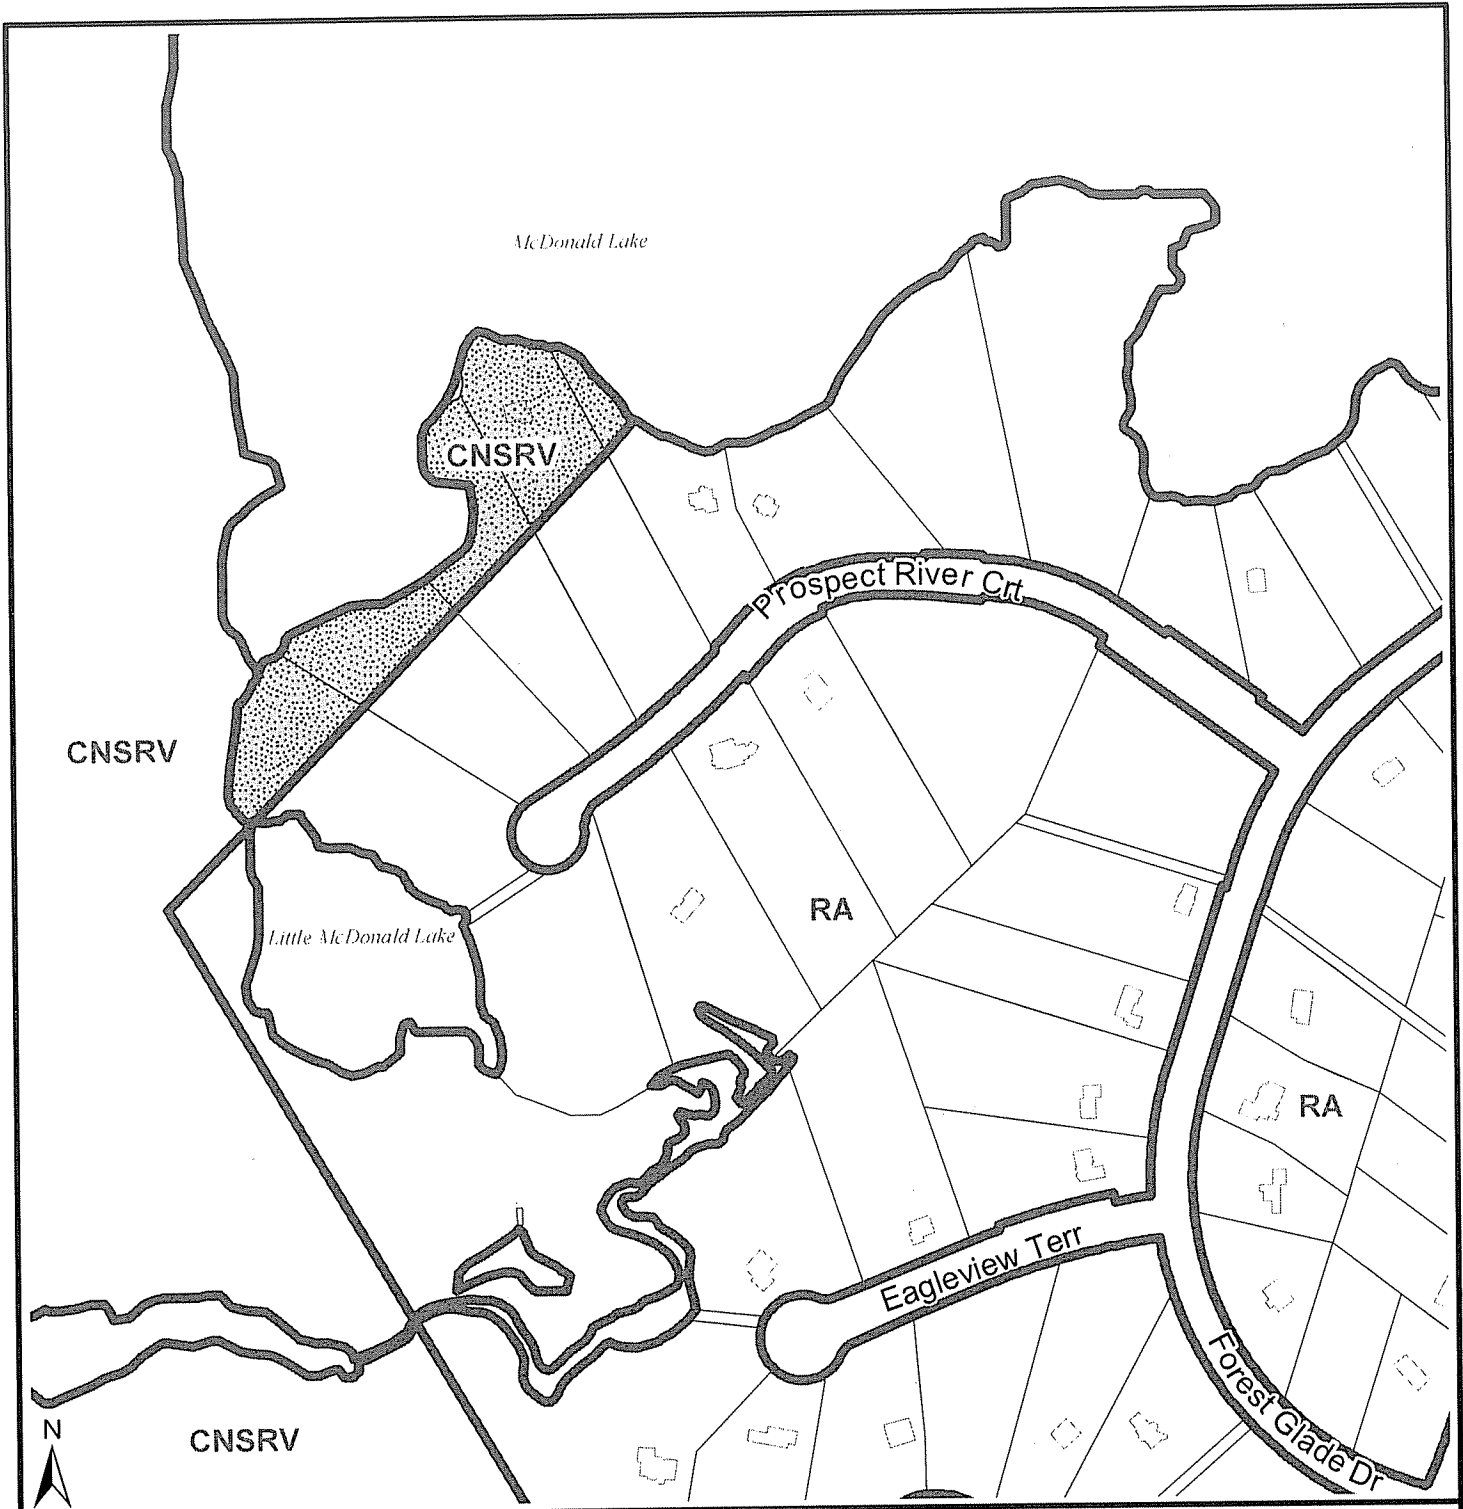 McDonald Lake
CNSRV
Prospect River Crt
CNSRV
RA
Little McDonald Lake
RA
Eagleview Terr
Forest Glade Dr
N
CNSRV